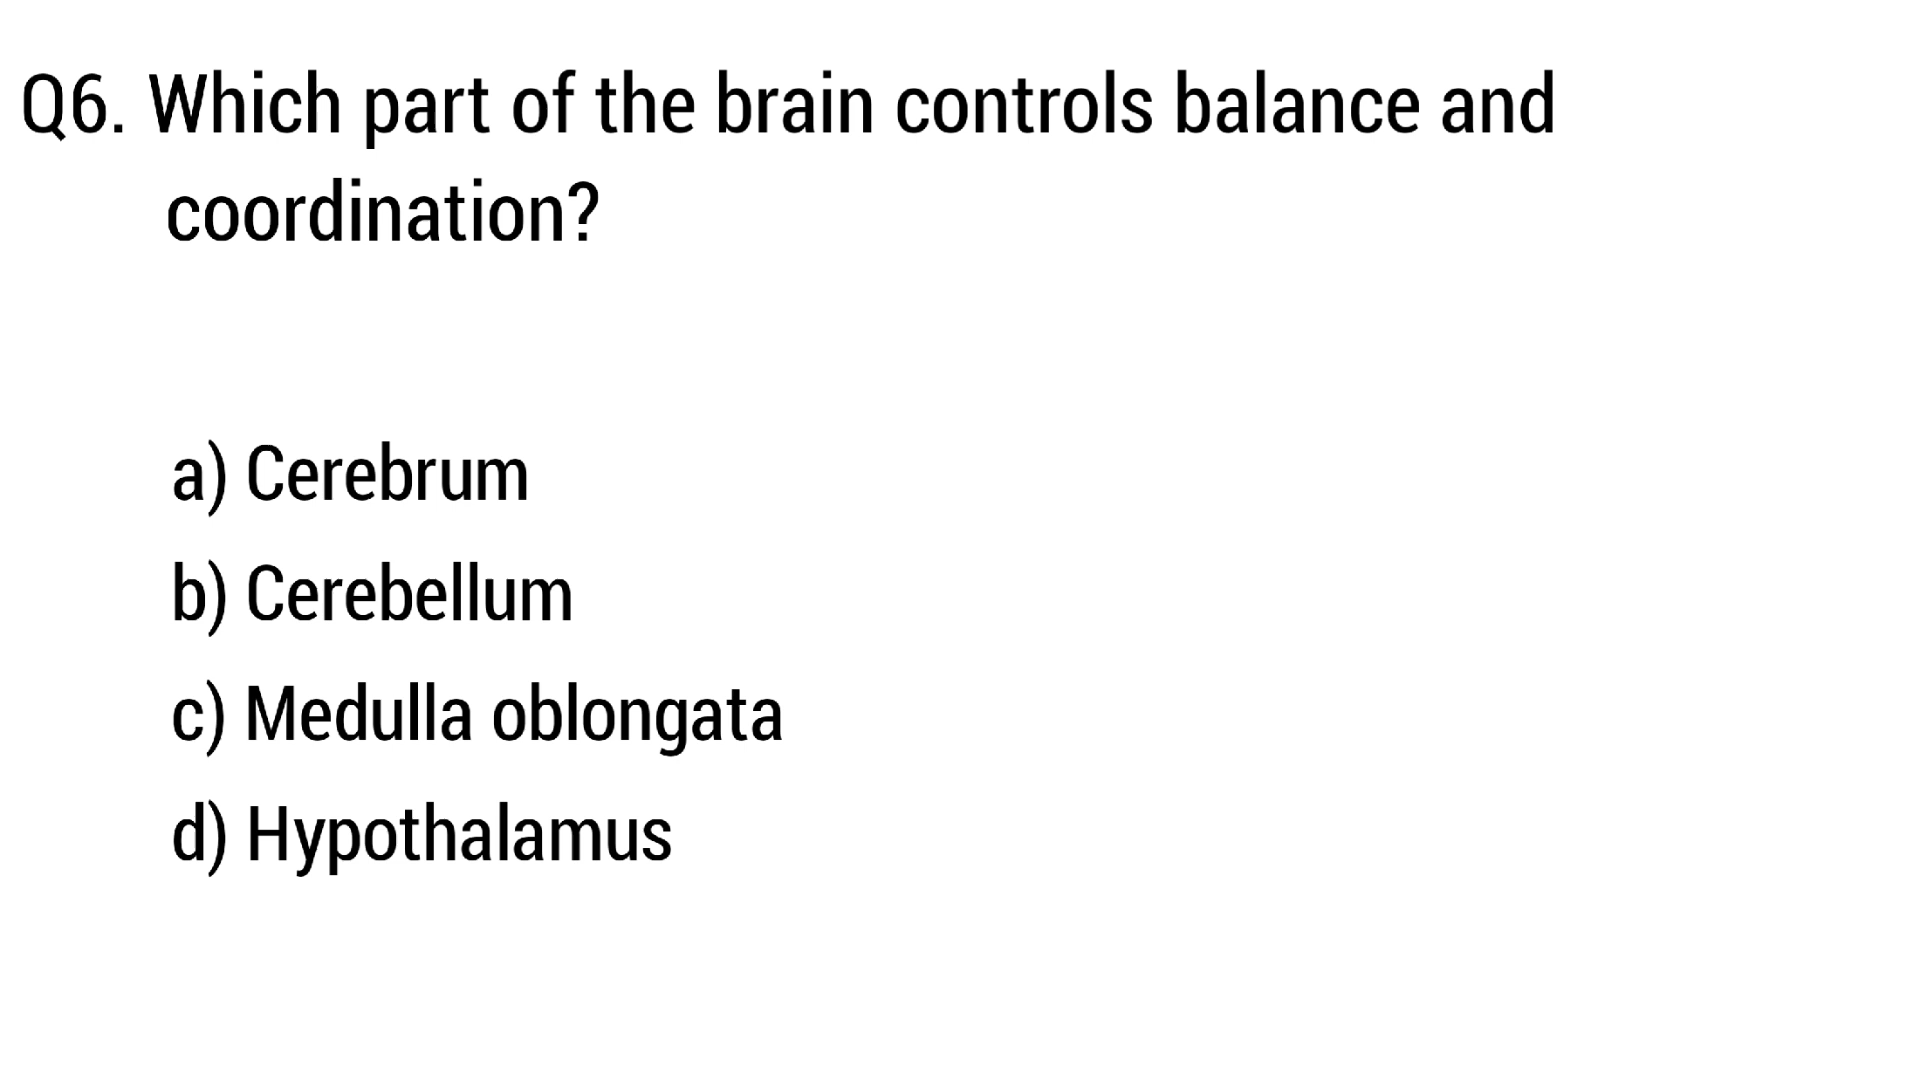 Q6. Which part of the brain controls balance and
coordination?
a) Cerebrum
b) Cerebellum
c) Medulla oblongata
d) Hypothalamus